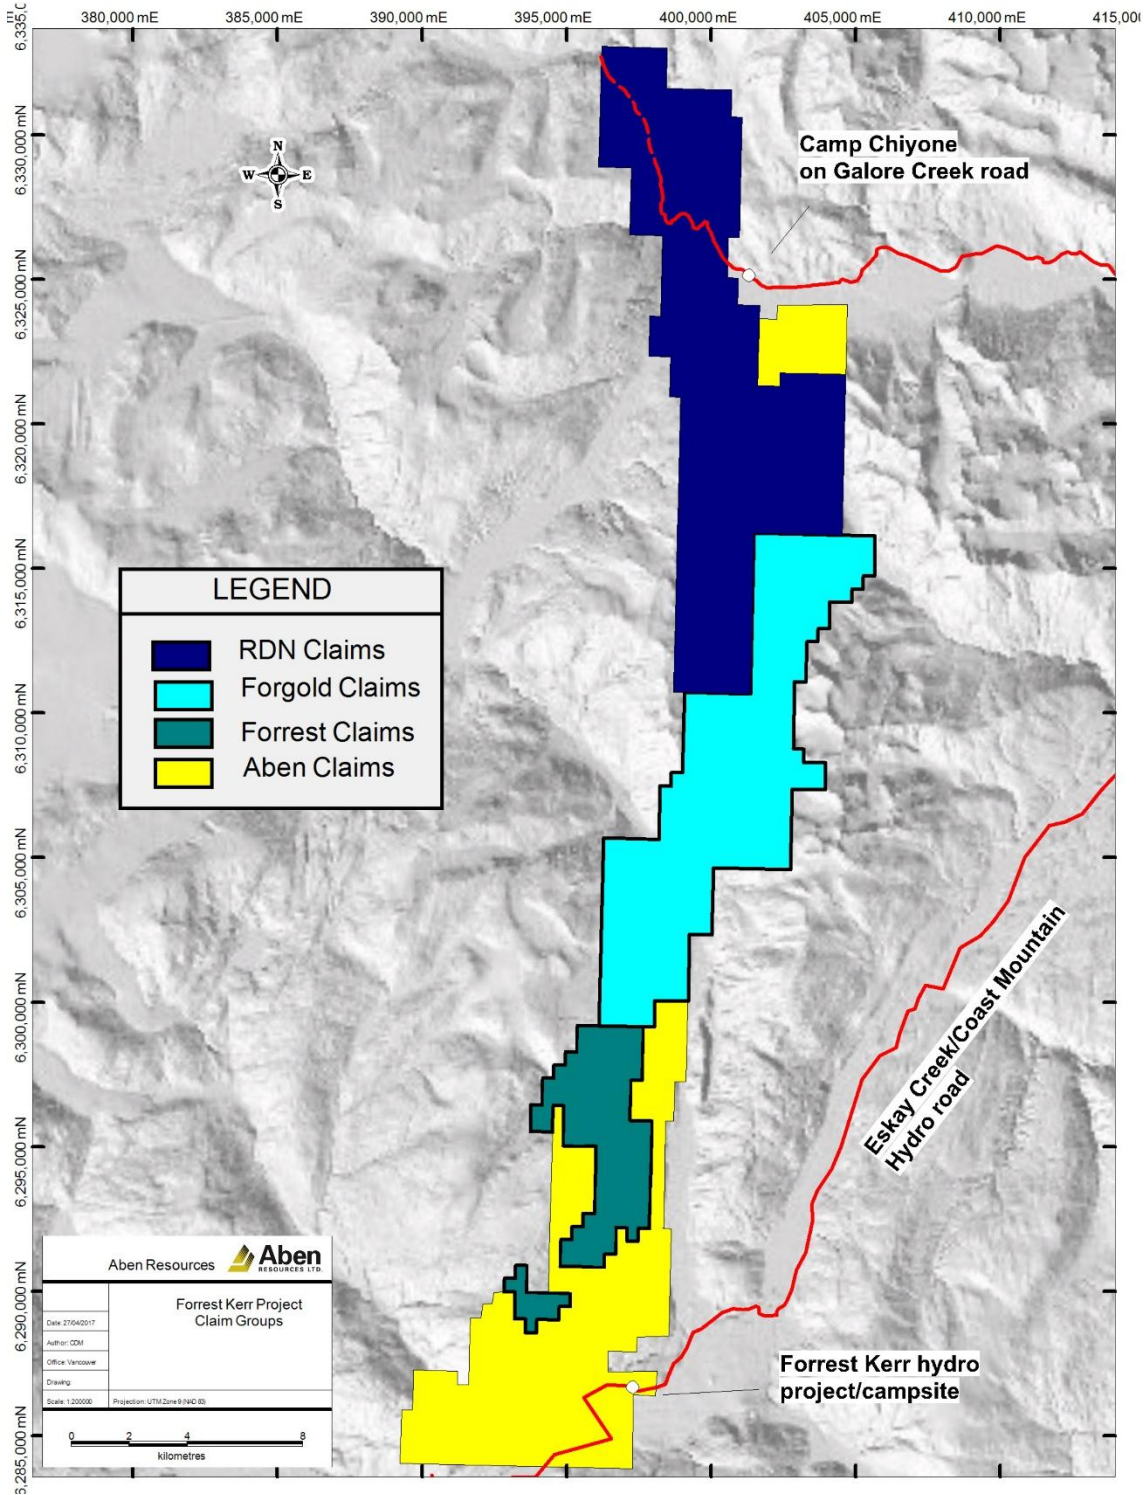 380,000 mE
385,000 mE
390,000 mE
395,000 mE
400,000 mE
405,000 mE
410,000 mE
6,330,000 mN
6,325,000 mN
6,320,000 mN
6,315,000 mN
6,310,000 mN
6,305,000 mN
6,300,000 mN
6,295,000 mN
6,290,000 mN
6,285,000 mN
N
W
E
S
Camp Chiyone
on Galore Creek road
LEGEND
RDN Claims
Forgold Claims
Forrest Claims
Aben Claims
Eskay Creek/Coast Mountain
Hydro road
Forrest Kerr hydro
project/campsite
Aben Resources
Aben
RESOURCES LTD.
Forrest Kerr Project
Claim Groups
Date: 27/04/2017
Author: CDM
Office: Vancouver
Drawing:
Scale: 1:200000
Projection: UTM Zone 9 (NAD 83)
0
2
4
8
kilometres